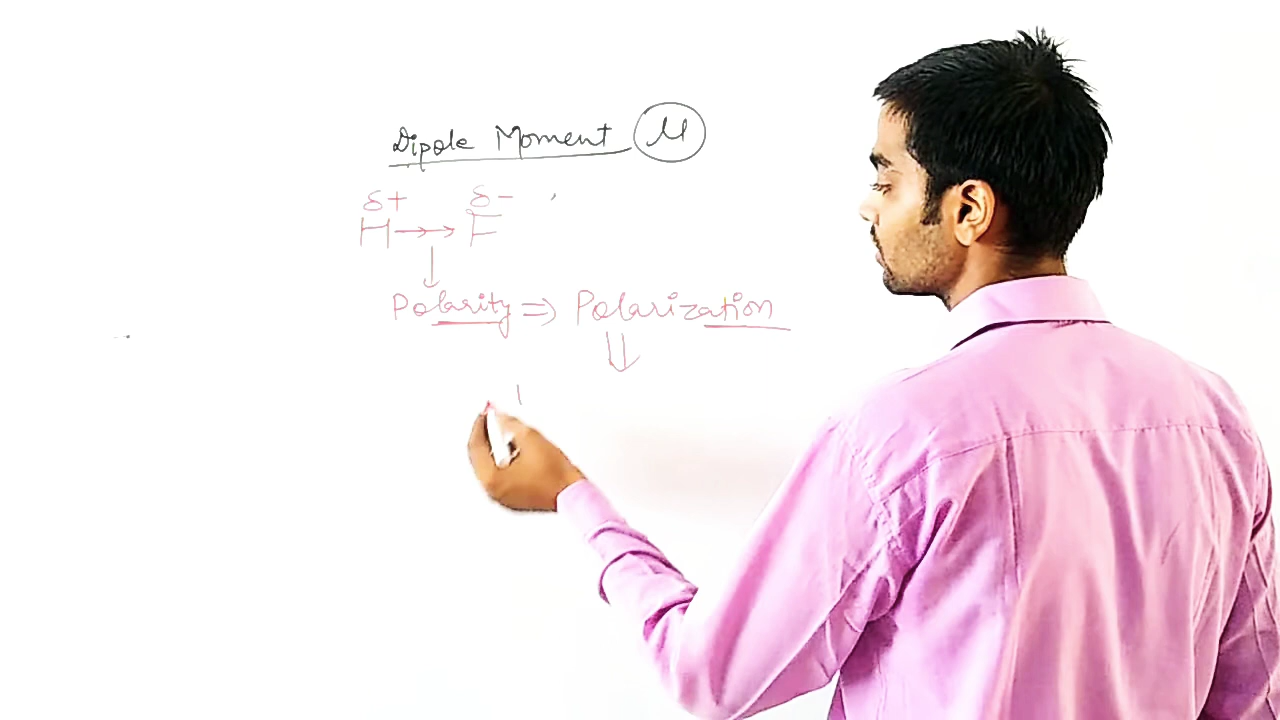 Dipole Moment μ
δ+ δ-
H →→ F
↓
Polarity ⇒ Polarization
⇓